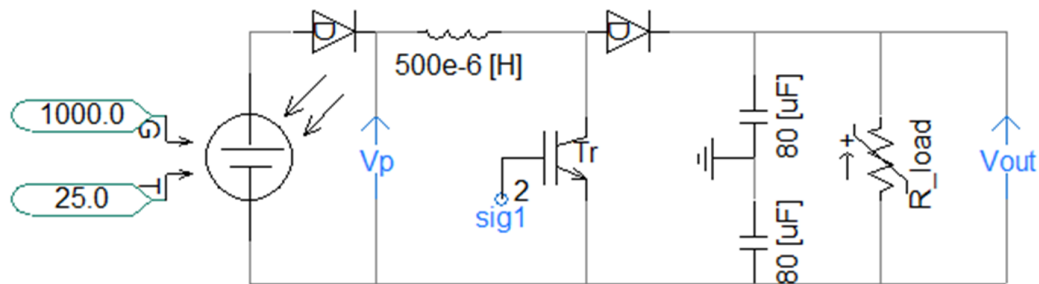 D
D
500e-6 [H]
1000.0
G
80 [uF]
+
Vp
Tr
R_load
Vout
T
25.0
2
sig1
80 [uF]